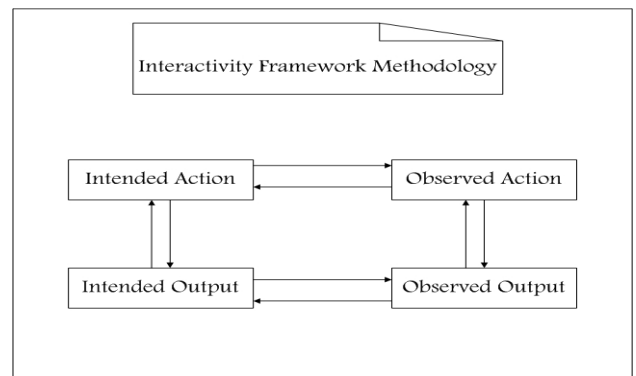 Interactivity Framework Methodology
Intended Action
Observed Action
Intended Output
Observed Output